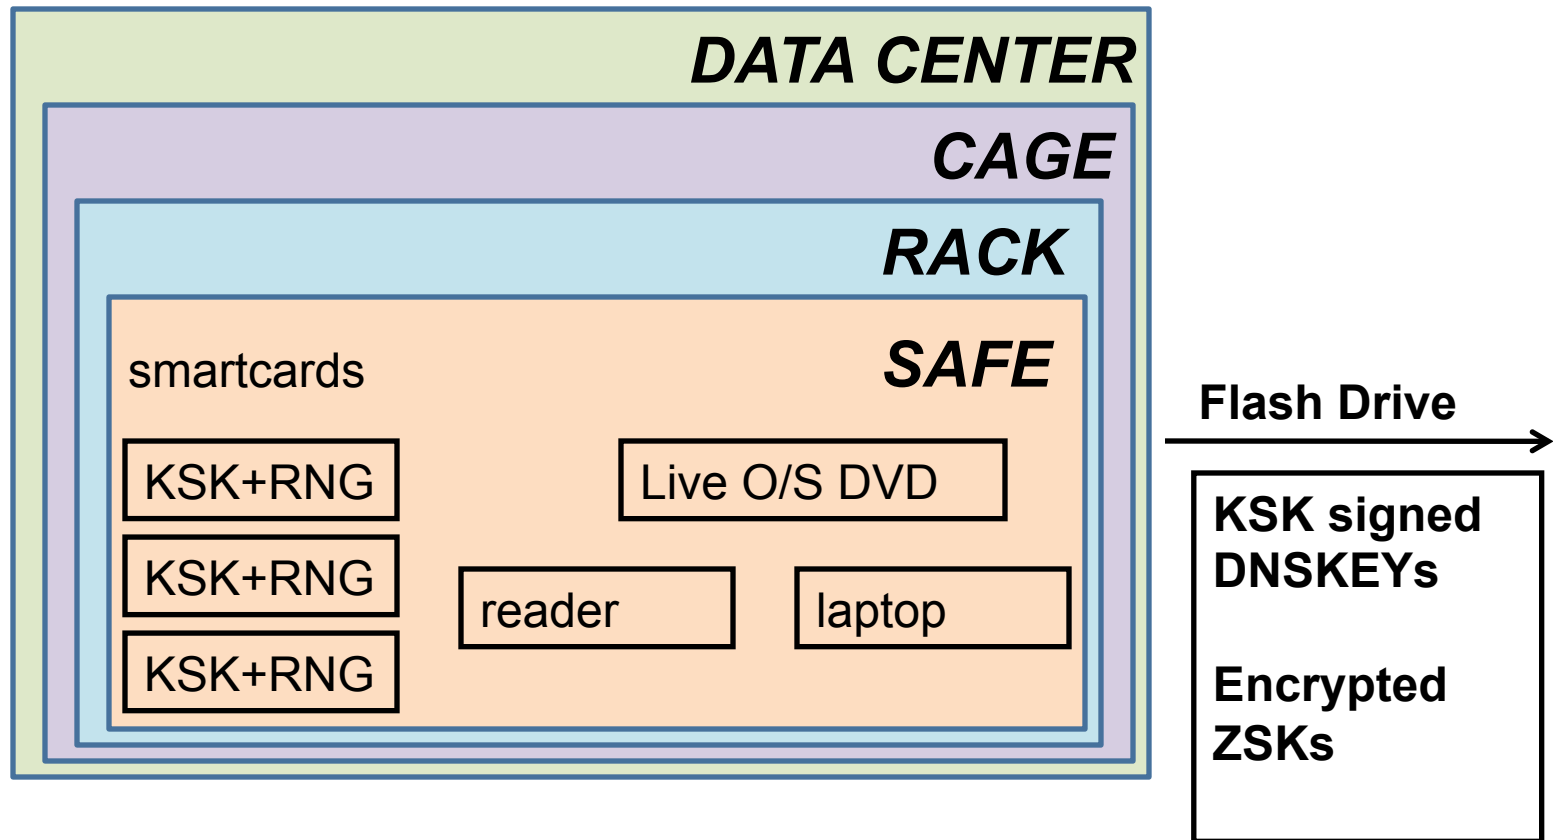 DATA CENTER
CAGE
RACK
SAFE
smartcards
KSK+RNG
KSK+RNG
KSK+RNG
Live O/S DVD
reader
laptop
Flash Drive
KSK signed
DNSKEYs
Encrypted
ZSKs